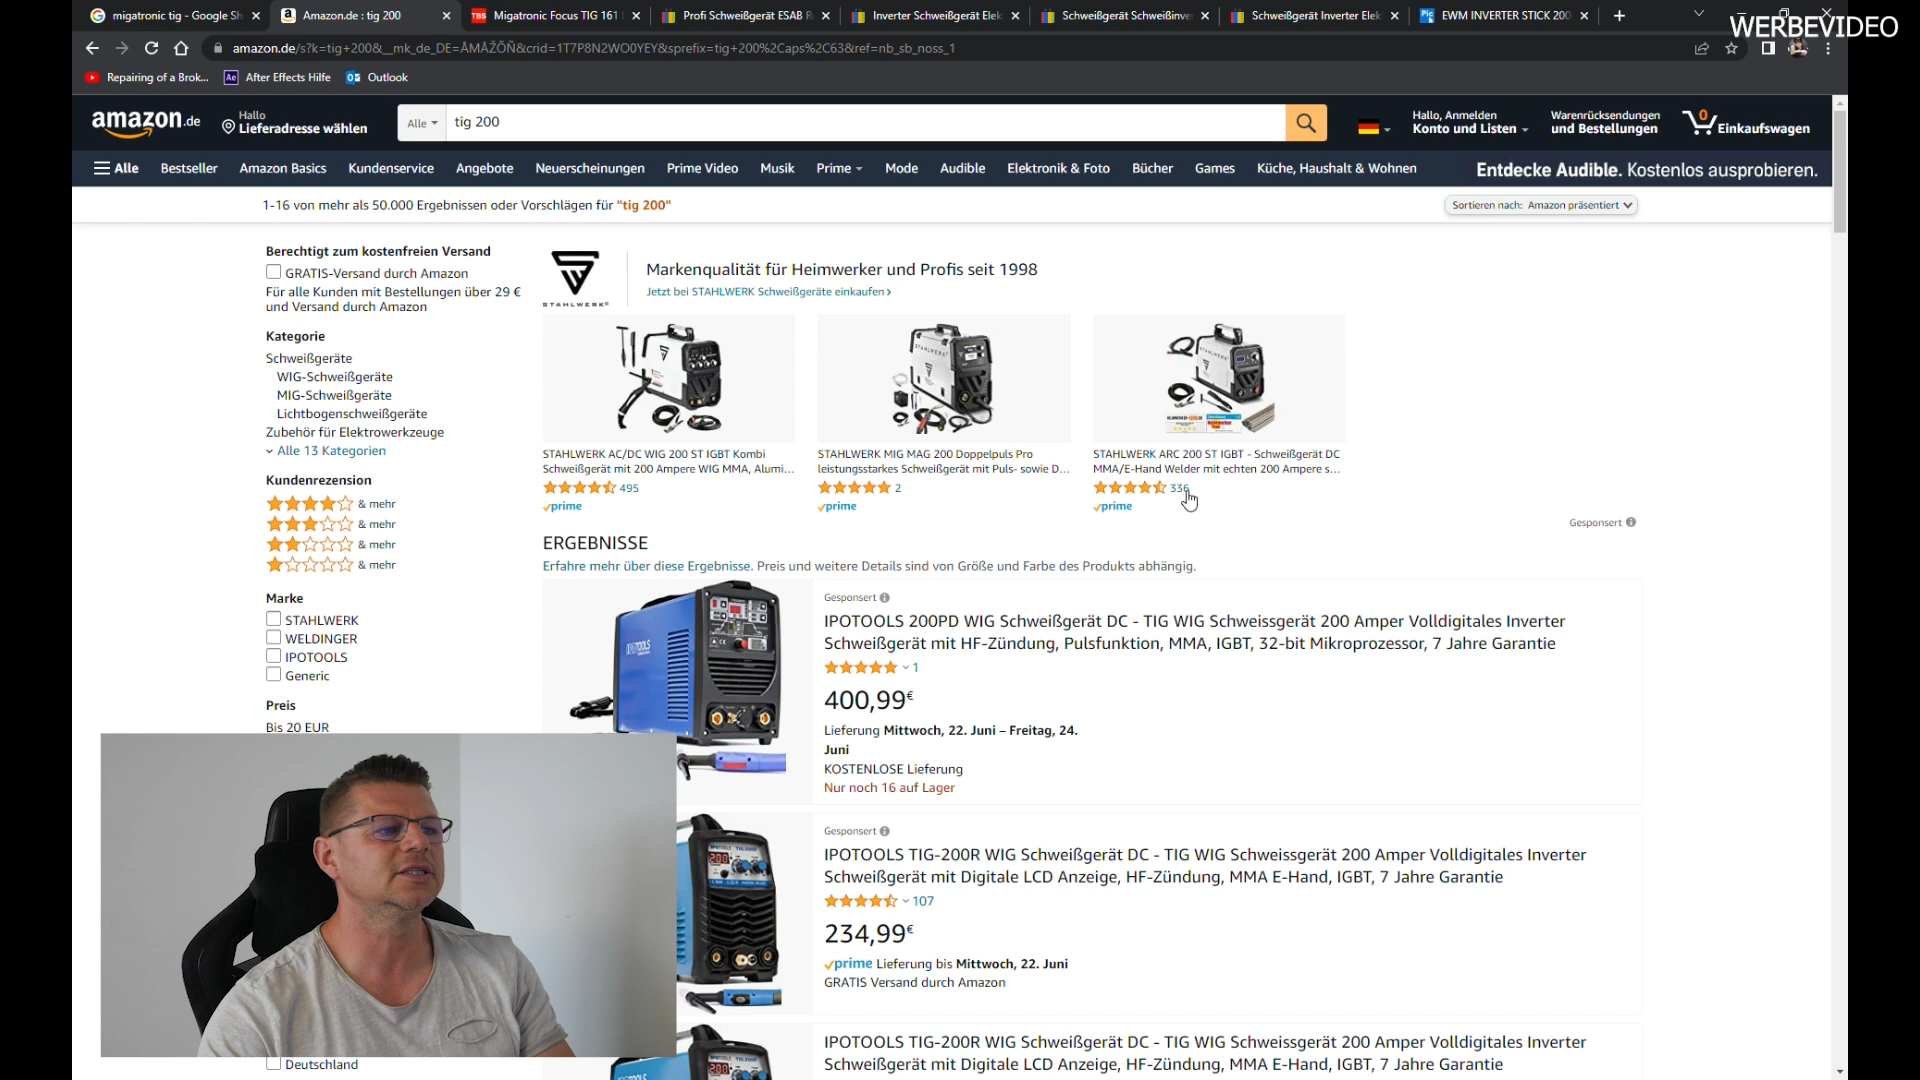 migatronic tig - Google Sh
Amazon.de : tig 200
TBS
Migatronic Focus TIG 161
Profi Schweißgerät ESAB R
Inverter Schweißgerät Elek
Schweißgerät Schweißinve
Schweißgerät Inverter Elek
EWM INVERTER STICK 200
WERBEVIDEO
amazon.de/s?k=tig+200&__mk_de_DE=ÅMÅŽÕÑ&crid=1T7P8N2WO0YEY&sprefix=tig+200%2Caps%2C63&ref=nb_sb_noss_1
Repairing of a Brok...
Ae
After Effects Hilfe
Outlook
amazon.de
Hallo
Lieferadresse wählen
Alle
tig 200
Hallo, Anmelden
Konto und Listen
Warenrücksendungen
und Bestellungen
0
Einkaufswagen
Alle
Bestseller
Amazon Basics
Kundenservice
Angebote
Neuerscheinungen
Prime Video
Musik
Prime
Mode
Audible
Elektronik & Foto
Bücher
Games
Küche, Haushalt & Wohnen
Entdecke Audible. Kostenlos ausprobieren.
1-16 von mehr als 50.000 Ergebnissen oder Vorschlägen für "tig 200"
Sortieren nach: Amazon präsentiert
Berechtigt zum kostenfreien Versand
GRATIS-Versand durch Amazon
Für alle Kunden mit Bestellungen über 29 €
und Versand durch Amazon
Kategorie
Schweißgeräte
WIG-Schweißgeräte
MIG-Schweißgeräte
Lichtbogenschweißgeräte
Zubehör für Elektrowerkzeuge
Alle 13 Kategorien
Kundenrezension
& mehr
& mehr
& mehr
& mehr
Marke
STAHLWERK
WELDINGER
IPOTOOLS
Generic
Preis
Bis 20 EUR
Deutschland
STAHLWERK
Markenqualität für Heimwerker und Profis seit 1998
Jetzt bei STAHLWERK Schweißgeräte einkaufen
STAHLWERK AC/DC WIG 200 ST IGBT Kombi
Schweißgerät mit 200 Ampere WIG MMA, Alumi...
495
prime
STAHLWERK MIG MAG 200 Doppelpuls Pro
leistungsstarkes Schweißgerät mit Puls- sowie D...
2
prime
STAHLWERK ARC 200 ST IGBT - Schweißgerät DC
MMA/E-Hand Welder mit echten 200 Ampere s...
336
prime
Gesponsert
ERGEBNISSE
Erfahre mehr über diese Ergebnisse. Preis und weitere Details sind von Größe und Farbe des Produkts abhängig.
Gesponsert
IPOTOOLS 200PD WIG Schweißgerät DC - TIG WIG Schweissgerät 200 Amper Volldigitales Inverter
Schweißgerät mit HF-Zündung, Pulsfunktion, MMA, IGBT, 32-bit Mikroprozessor, 7 Jahre Garantie
1
400,99€
Lieferung Mittwoch, 22. Juni – Freitag, 24.
Juni
KOSTENLOSE Lieferung
Nur noch 16 auf Lager
Gesponsert
IPOTOOLS TIG-200R WIG Schweißgerät DC - TIG WIG Schweissgerät 200 Amper Volldigitales Inverter
Schweißgerät mit Digitale LCD Anzeige, HF-Zündung, MMA E-Hand, IGBT, 7 Jahre Garantie
107
234,99€
prime Lieferung bis Mittwoch, 22. Juni
GRATIS Versand durch Amazon
IPOTOOLS TIG-200R WIG Schweißgerät DC - TIG WIG Schweissgerät 200 Amper Volldigitales Inverter
Schweißgerät mit Digitale LCD Anzeige, HF-Zündung, MMA E-Hand, IGBT, 7 Jahre Garantie